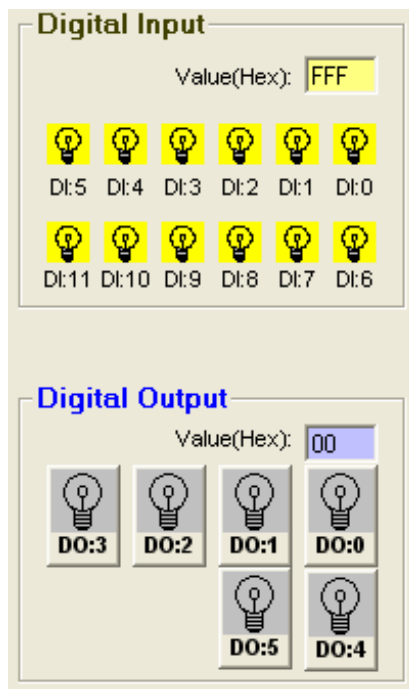 Digital Input
Value(Hex): FFF
DI:5 DI:4 DI:3 DI:2 DI:1 DI:0
DI:11 DI:10 DI:9 DI:8 DI:7 DI:6
Digital Output
Value(Hex): 00
DO:3 DO:2 DO:1 DO:0
DO:5 DO:4